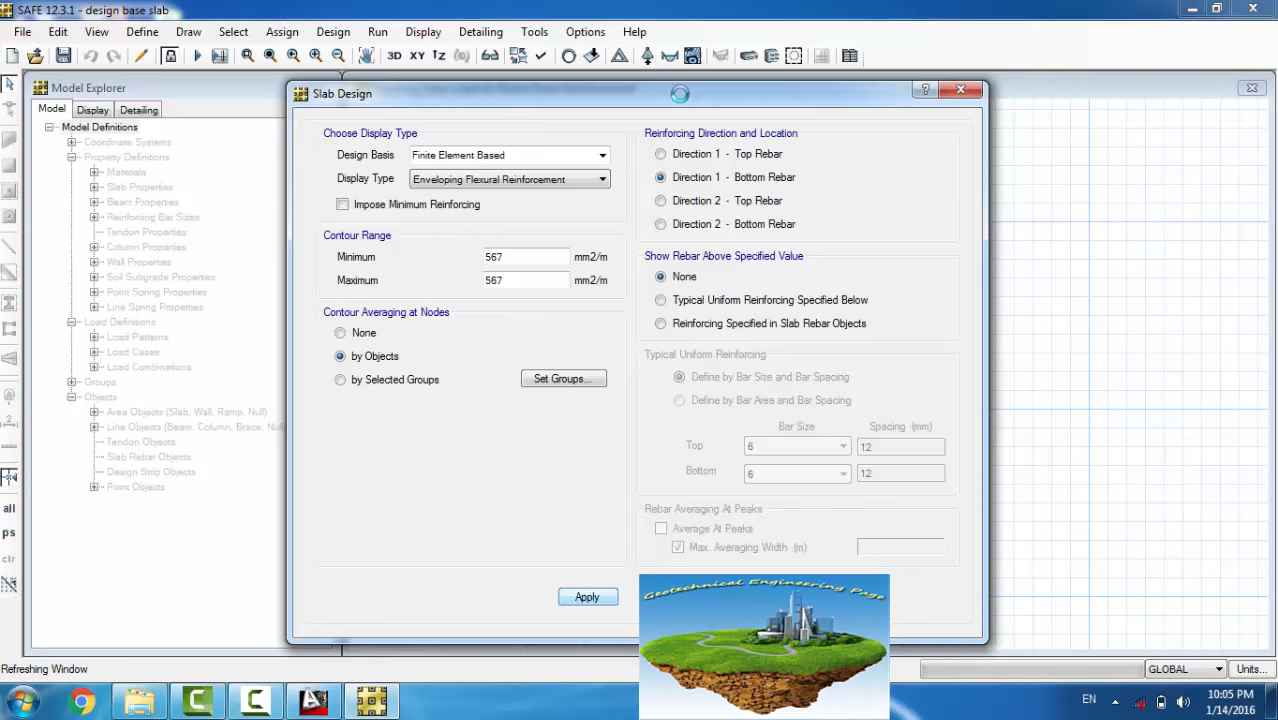 SAFE 12.3.1 - design base slab
File Edit View Define Draw Select Assign Design Run Display Detailing Tools Options Help
3D XY
Model Explorer
Model Display Detailing
Model Definitions
Coordinate Systems
Property Definitions
Materials
Slab Properties
Beam Properties
Reinforcing Bar Sizes
Tendon Properties
Column Properties
Wall Properties
Soil Subgrade Properties
Point Spring Properties
Line Spring Properties
Load Definitions
Load Patterns
Load Cases
Load Combinations
Groups
Objects
Area Objects (Slab, Wall, Ramp, Null)
Line Objects (Beam, Column, Brace, Null)
Tendon Objects
Slab Rebar Objects
Design Strip Objects
Point Objects
all
ps
clr
Slab Design
Choose Display Type
Design Basis Finite Element Based
Display Type Enveloping Flexural Reinforcement
Impose Minimum Reinforcing
Contour Range
Minimum 567 mm2/m
Maximum 567 mm2/m
Contour Averaging at Nodes
None
by Objects
by Selected Groups Set Groups...
Apply
Reinforcing Direction and Location
Direction 1 - Top Rebar
Direction 1 - Bottom Rebar
Direction 2 - Top Rebar
Direction 2 - Bottom Rebar
Show Rebar Above Specified Value
None
Typical Uniform Reinforcing Specified Below
Reinforcing Specified in Slab Rebar Objects
Typical Uniform Reinforcing
Define by Bar Size and Bar Spacing
Define by Bar Area and Bar Spacing
Bar Size Spacing (mm)
Top 6 12
Bottom 6 12
Rebar Averaging At Peaks
Average At Peaks
Max. Averaging Width (m)
Geotechnical Engineering Page
Refreshing Window
GLOBAL Units...
EN
10:05 PM
1/14/2016